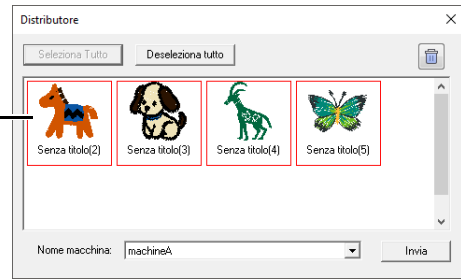 Distributore
Seleziona Tutto Deseleziona tutto
Senza titolo(2) Senza titolo(3) Senza titolo(4) Senza titolo(5)
Nome macchina: machineA Invia